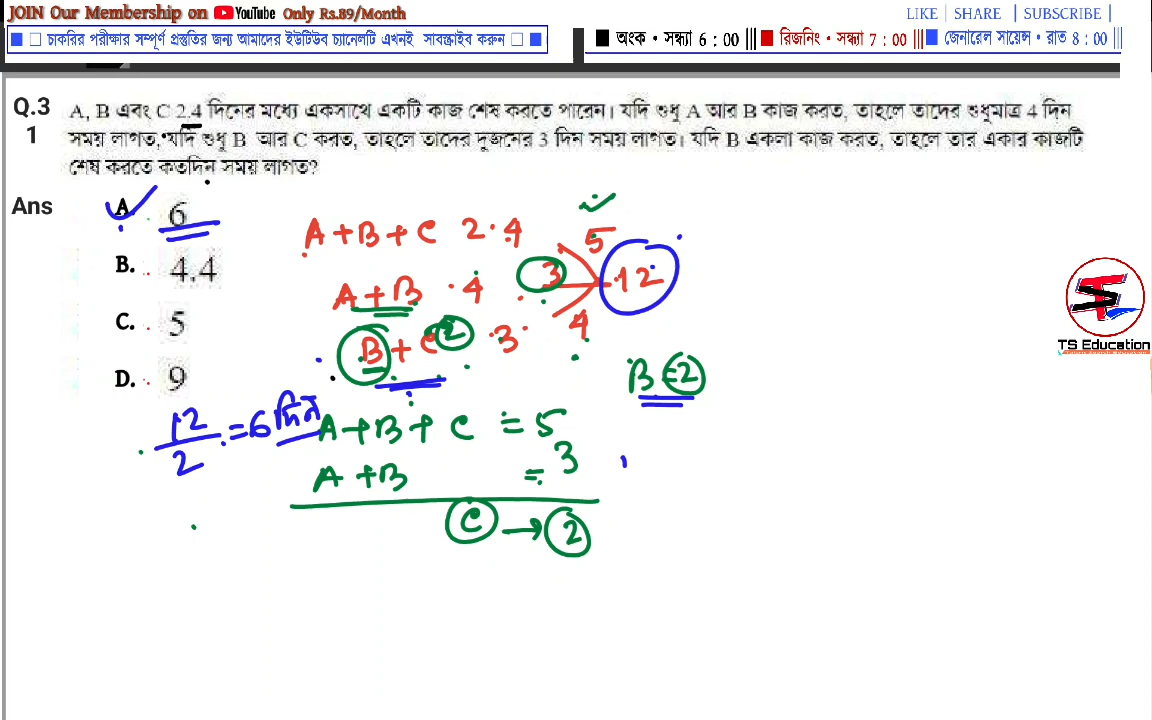 JOIN Our Membership on YouTube Only Rs.89/Month
LIKE | SHARE | SUBSCRIBE |
■ □ চাকরির পরীক্ষার সম্পূর্ণ প্রস্তুতির জন্য আমাদের ইউটিউব চ্যানেলটি এখনই সাবস্ক্রাইব করুন □ ■
■ অংক • সন্ধ্যা 6 : 00 ||| ■ রিজনিং • সন্ধ্যা 7 : 00 ||| ■ জেনারেল সায়েন্স • রাত 8 : 00 |||
Q.3 A, B এবং C 2.4 দিনের মধ্যে একসাথে একটি কাজ শেষ করতে পারেন। যদি শুধু A আর B কাজ করত, তাহলে তাদের শুধুমাত্র 4 দিন
1 সময় লাগত, যদি শুধু B আর C করত, তাহলে তাদের দুজনের 3 দিন সময় লাগত। যদি B একলা কাজ করত, তাহলে তার একার কাজটি
শেষ করতে কতদিন সময় লাগত?
Ans A. 6
B. 4.4
C. 5
D. 9
A+B+C 2.4 5
A+B 4 3 12
B+C 2 3 4
B = 2
12/2 = 6 দিন
A+B+C = 5
A+B = 3
C → 2
TS Education